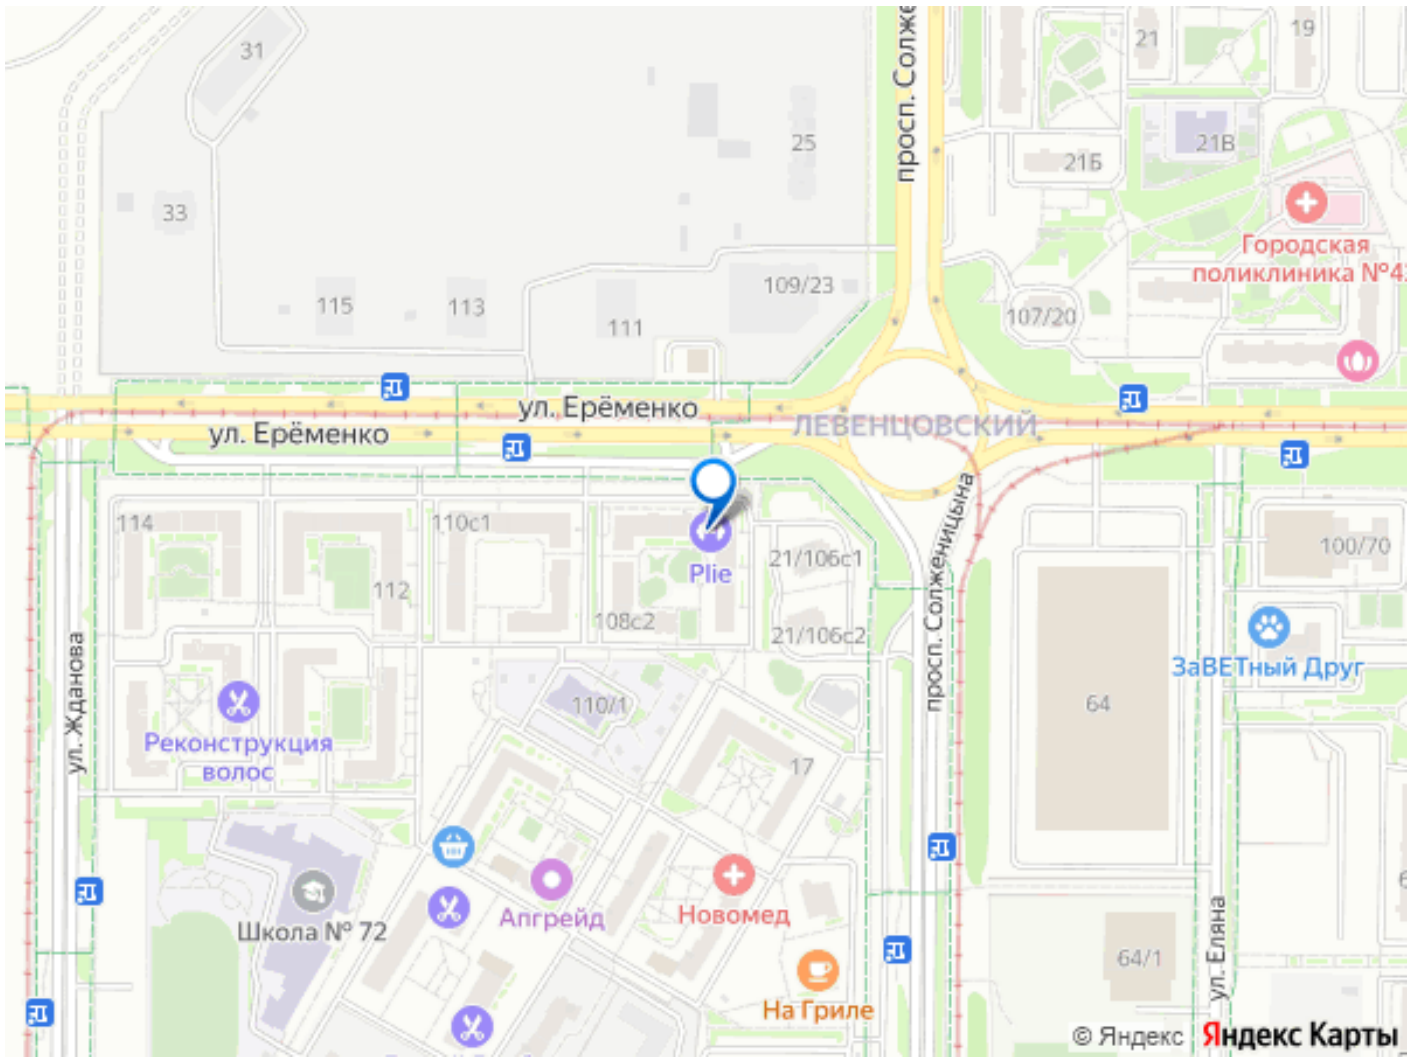 31
просп. Солже
21
19
25
21В
21Б
33
Городская
поликлиника №4
109/23
115
113
111
107/20
ул. Ерёменко
ул. Ерёменко
ЛЕВЕНЦОВСКИЙ
114
110с1
просп. Солженицына
21/106с1
100/70
Plie
112
108с2
21/106с2
ул. Жданова
ЗаВЕТный Друг
110/1
64
Реконструкция
волос
17
Школа № 72
Апгрейд
Новомед
64/1
ул. Еляна
На Гриле
© Яндекс Яндекс Карты